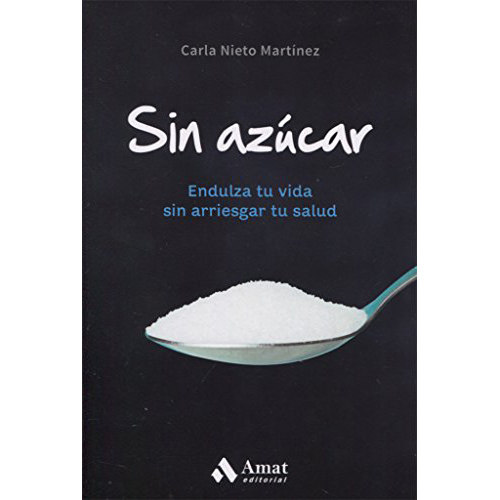 Carla Nieto Martínez
Sin azúcar
Endulza tu vida
sin arriesgar tu salud
Amat
editorial